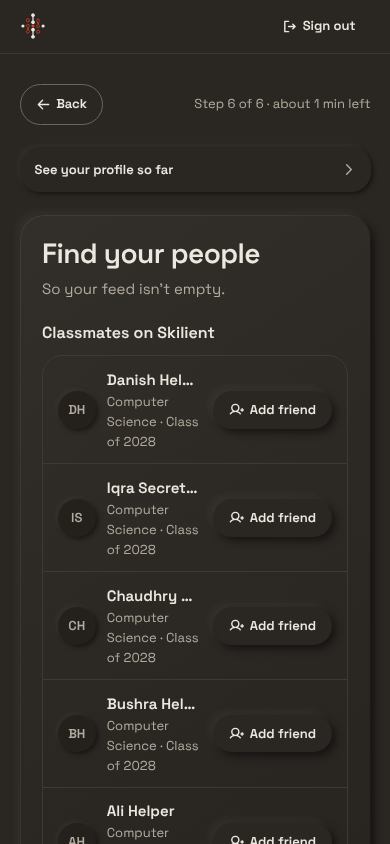 Sign out
Back
Step 6 of 6 · about 1 min left
See your profile so far
Find your people
So your feed isn't empty.
Classmates on Skilient
DH
Danish Hel...
Computer
Science · Class
of 2028
Add friend
IS
Iqra Secret...
Computer
Science · Class
of 2028
Add friend
CH
Chaudhry ...
Computer
Science · Class
of 2028
Add friend
BH
Bushra Hel...
Computer
Science · Class
of 2028
Add friend
AH
Ali Helper
Computer
Add friend